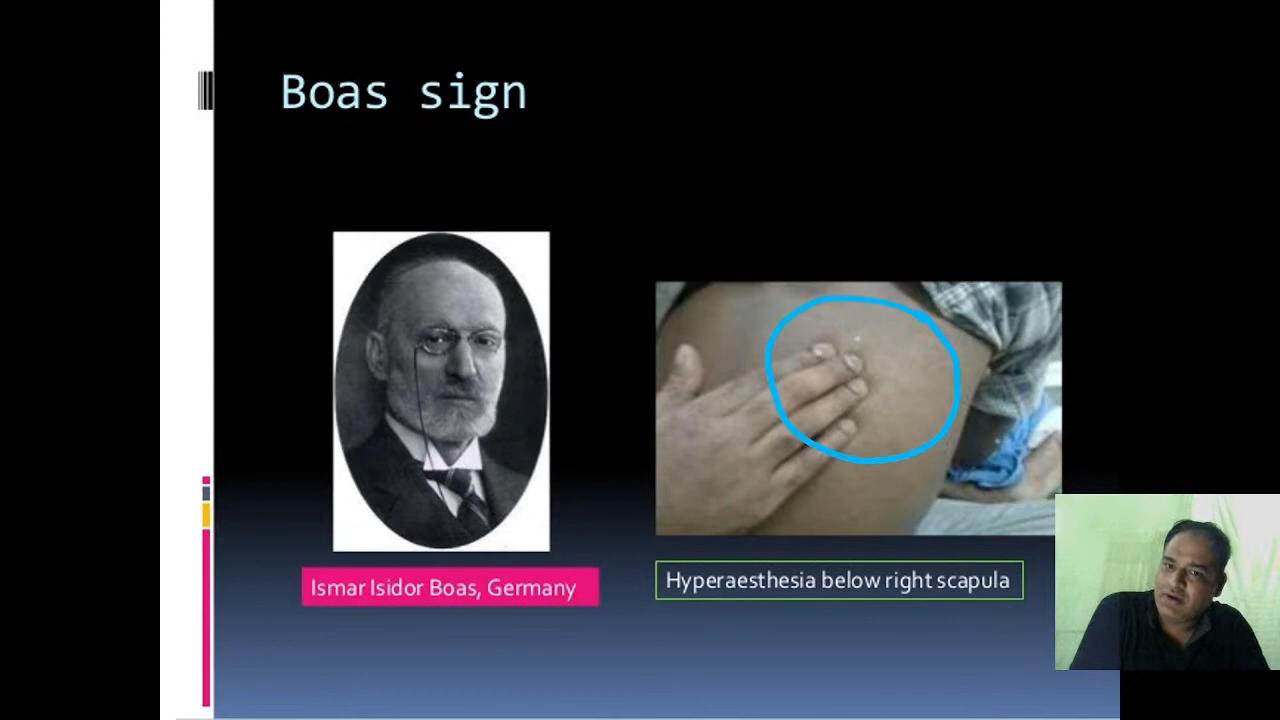 Boas sign
Ismar Isidor Boas, Germany
Hyperaesthesia below right scapula